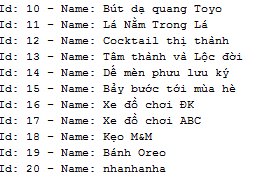 Id: 10 - Name: Bút dạ quang Toyo
Id: 11 - Name: Lá Nằm Trong Lá
Id: 12 - Name: Cocktail thị thành
Id: 13 - Name: Tâm thành và Lộc đời
Id: 14 - Name: Dế mèn phưu lưu ký
Id: 15 - Name: Bảy bước tới mùa hè
Id: 16 - Name: Xe đồ chơi ĐK
Id: 17 - Name: Xe đồ chơi ABC
Id: 18 - Name: Kẹo M&M
Id: 19 - Name: Bánh Oreo
Id: 20 - Name: nhanhanha